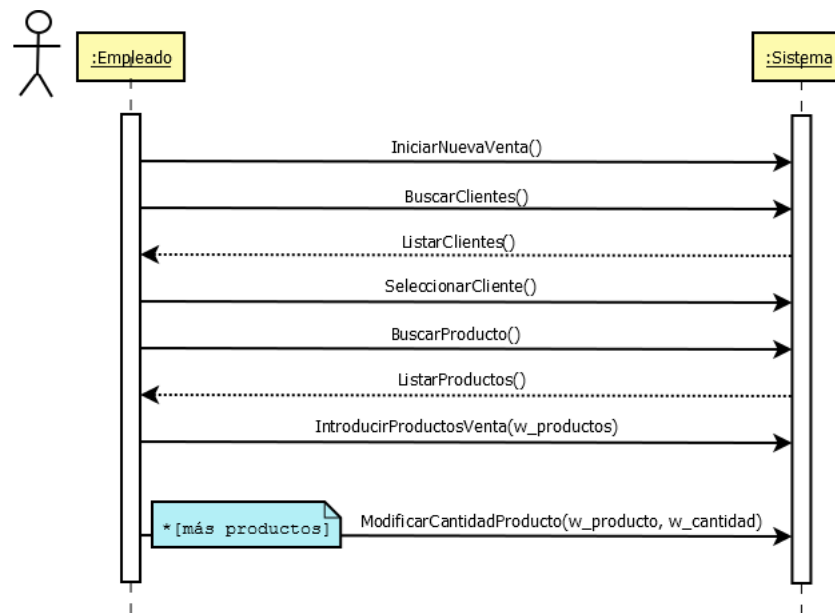 :Empleado
:Sistema
IniciarNuevaVenta()
BuscarClientes()
ListarClientes()
SeleccionarCliente()
BuscarProducto()
ListarProductos()
IntroducirProductosVenta(w_productos)
*[más productos]
ModificarCantidadProducto(w_producto, w_cantidad)